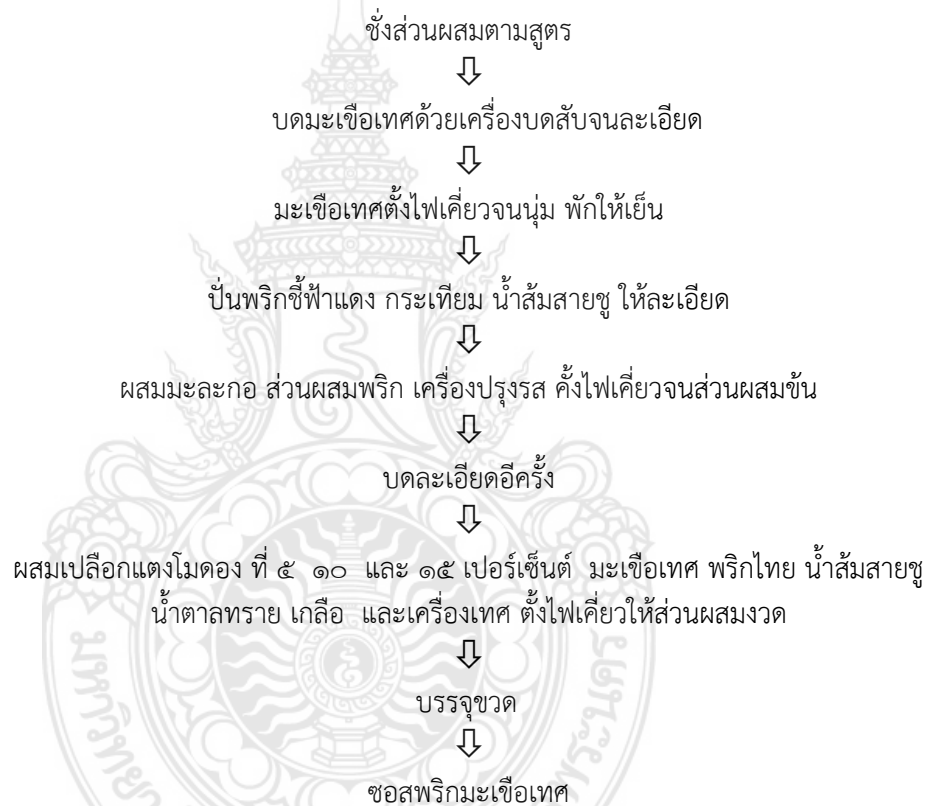 ชั่งส่วนผสมตามสูตร
⇩
บดมะเขือเทศด้วยเครื่องบดสับจนละเอียด
⇩
มะเขือเทศตั้งไฟเคี่ยวจนนุ่ม พักให้เย็น
⇩
ปั่นพริกชี้ฟ้าแดง กระเทียม น้ำส้มสายชู ให้ละเอียด
⇩
ผสมมะละกอ ส่วนผสมพริก เครื่องปรุงรส คั้งไฟเคี่ยวจนส่วนผสมข้น
⇩
บดละเอียดอีครั้ง
⇩
ผสมเปลือกแตงโมดอง ที่ ๕ ๑๐ และ ๑๕ เปอร์เซ็นต์ มะเขือเทศ พริกไทย น้ำส้มสายชู
น้ำตาลทราย เกลือ และเครื่องเทศ ตั้งไฟเคี่ยวให้ส่วนผสมงวด
⇩
บรรจุขวด
⇩
ซอสพริกมะเขือเทศ